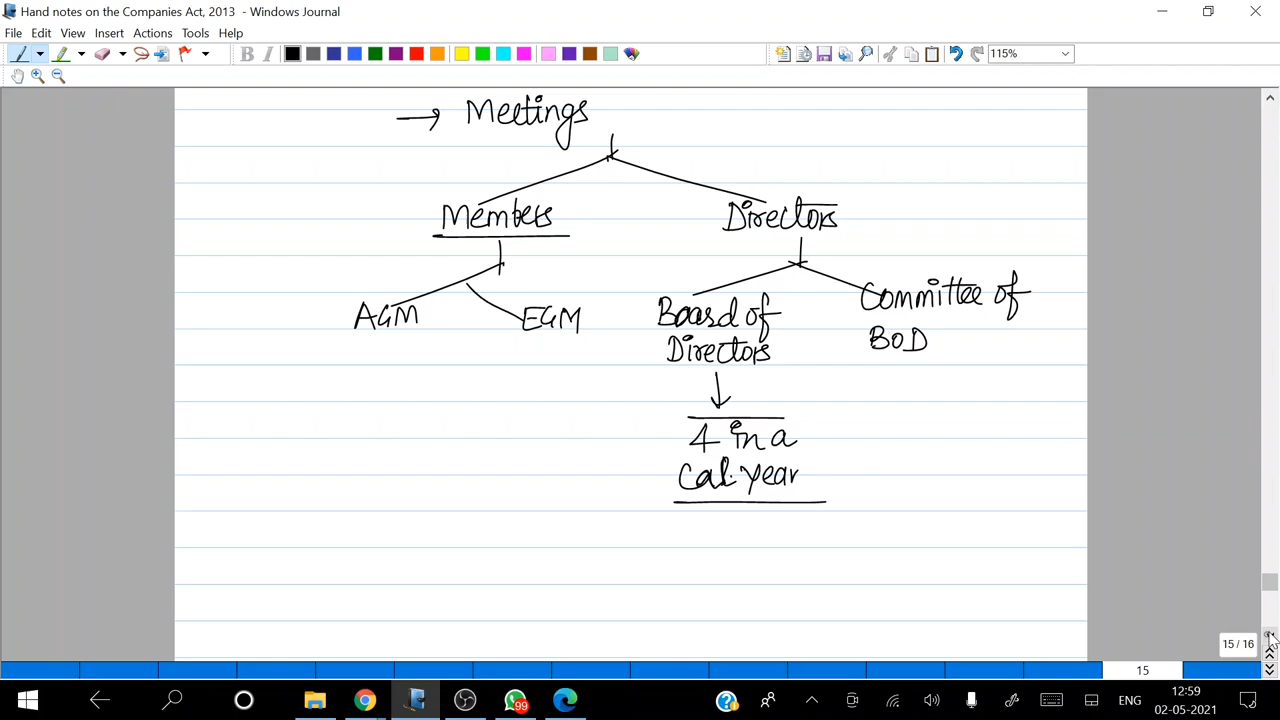 Hand notes on the Companies Act, 2013 - Windows Journal
File Edit View Insert Actions Tools Help
B I 115%
→ Meetings
Members Directors
AGM EGM Board of Directors Committee of BOD
4 in a
Cal. Year
15 / 16
15
99
ENG
12:59
02-05-2021